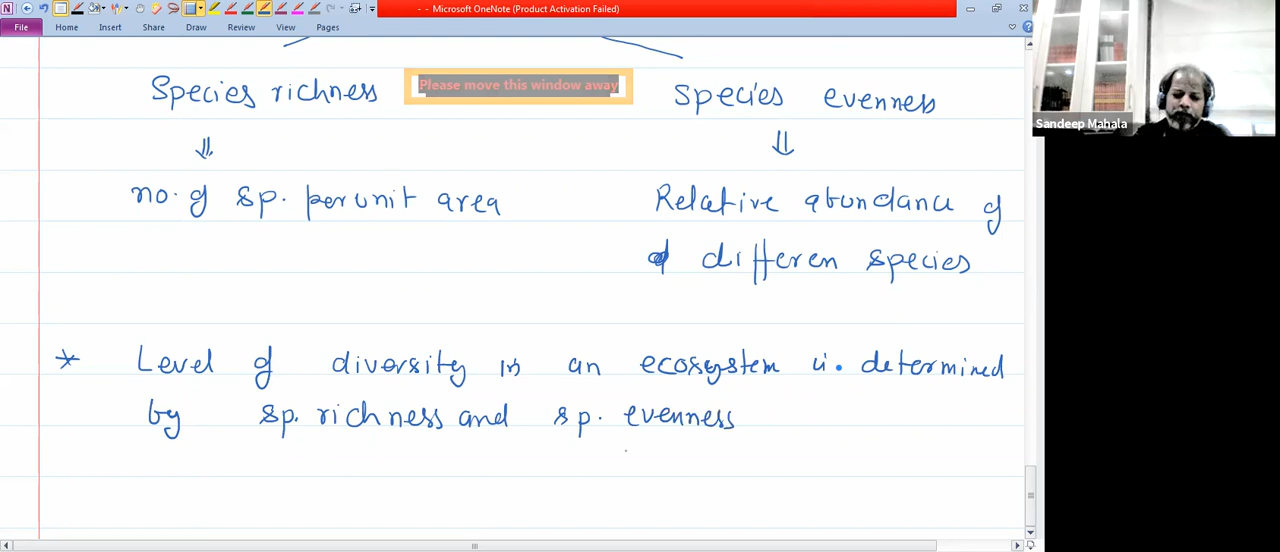 - - Microsoft OneNote (Product Activation Failed)
File Home Insert Share Draw Review View Pages
Please move this window away
Sandeep Mahala
Species richness Species evenness
⇓ ⇓
no. of sp. per unit area Relative abundance of
differen species
* Level of diversity in an ecosystem is determined
by sp. richness and sp. evenness